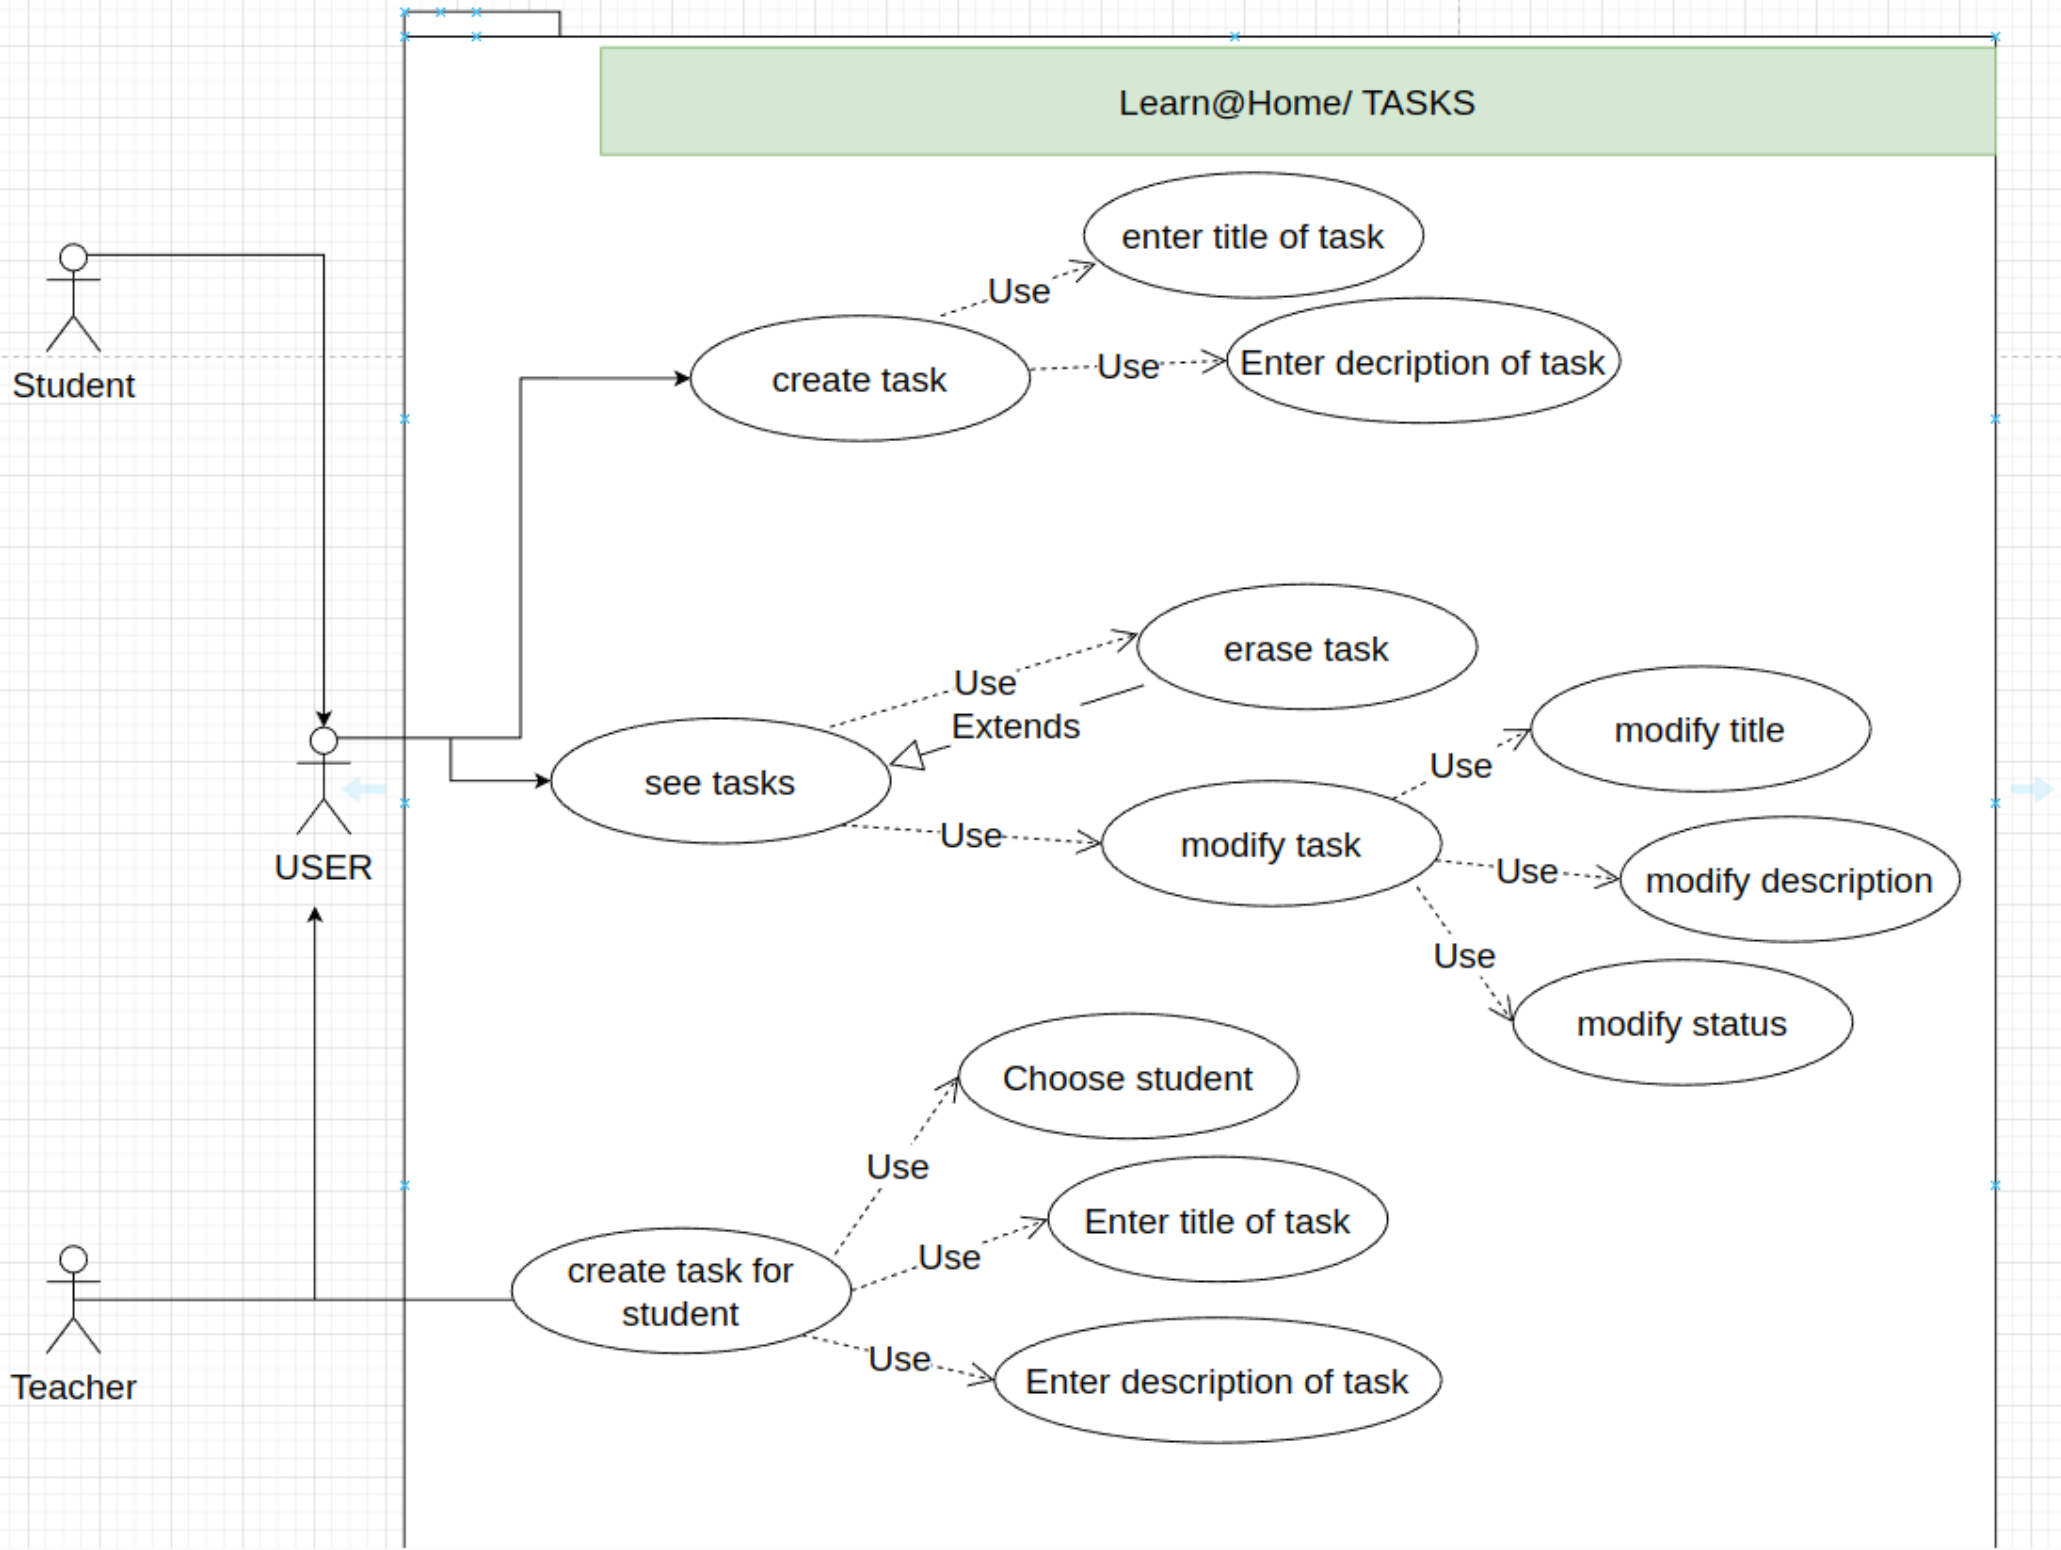 Learn@Home/ TASKS
enter title of task
Use
Enter decription of task
Use
create task
Student
erase task
Use
Extends
modify title
Use
see tasks
Use
modify task
Use
modify description
USER
Use
modify status
Choose student
Use
Enter title of task
Use
create task for
student
Use
Enter description of task
Teacher